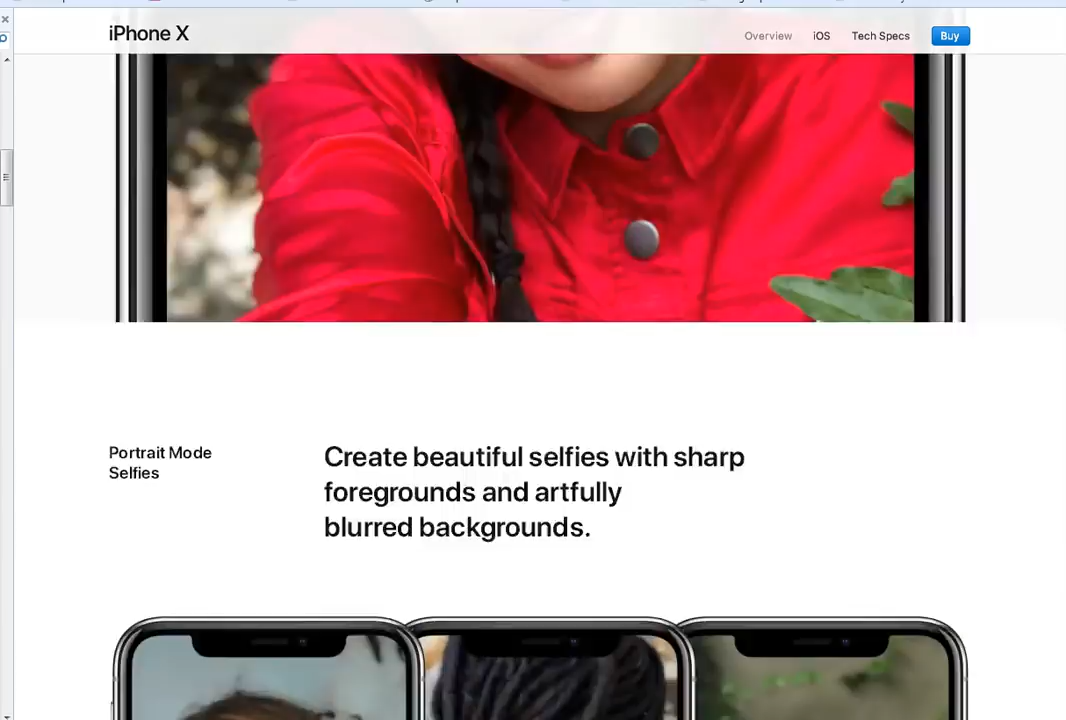 iPhone X
Overview iOS Tech Specs Buy
Portrait Mode
Selfies
Create beautiful selfies with sharp
foregrounds and artfully
blurred backgrounds.